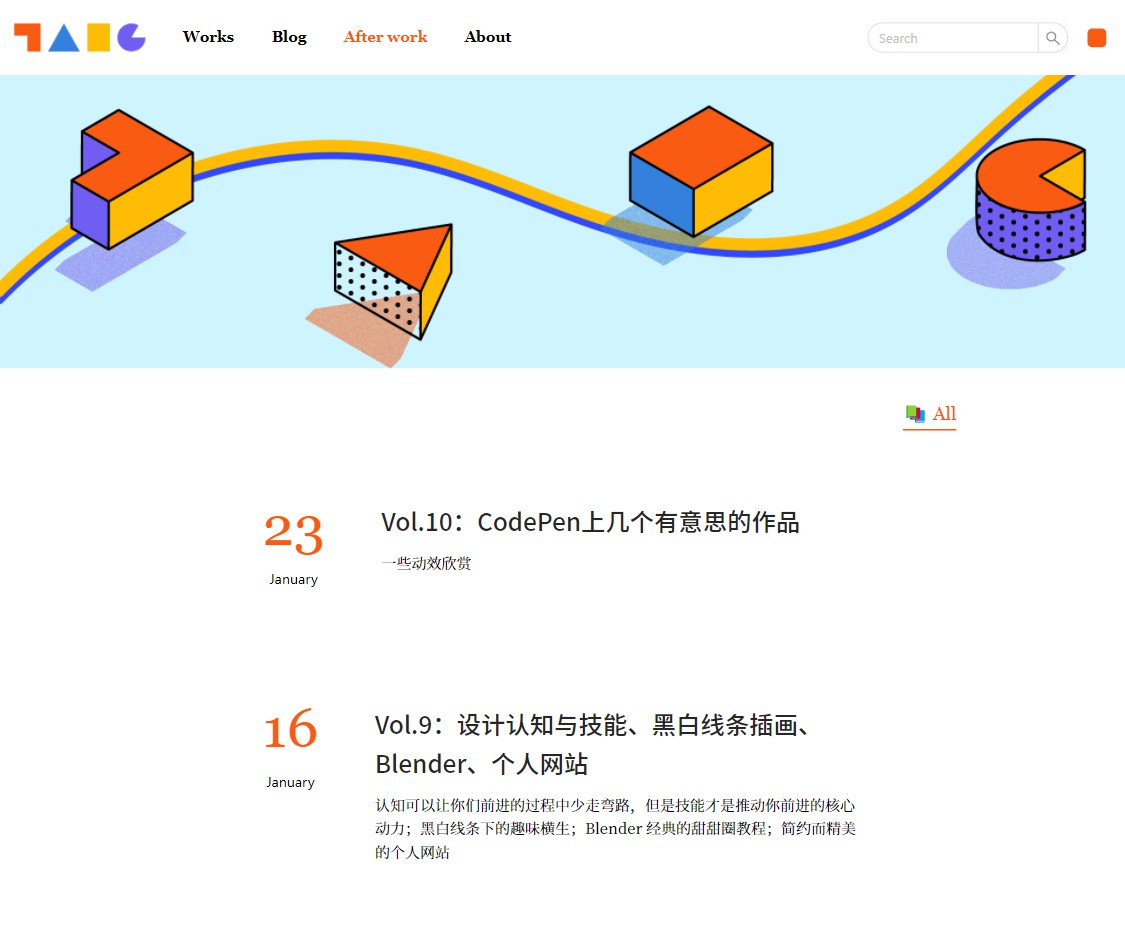 Works
Blog
After work
About
Search
All
23
January
Vol.10：CodePen上几个有意思的作品
一些动效欣赏
16
January
Vol.9：设计认知与技能、黑白线条插画、
Blender、个人网站
认知可以让你们前进的过程中少走弯路，但是技能才是推动你前进的核心
动力；黑白线条下的趣味横生；Blender 经典的甜甜圈教程；简约而精美
的个人网站